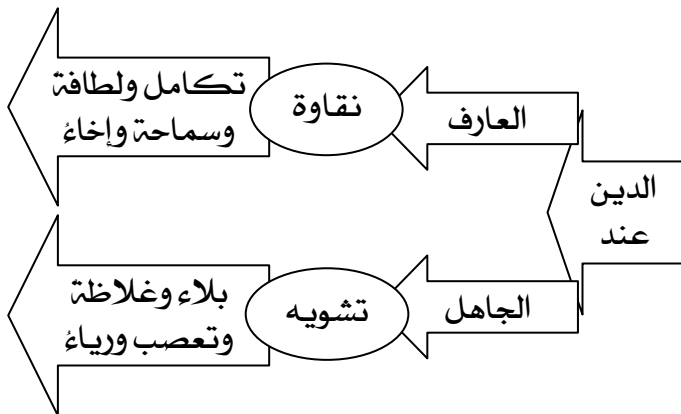 الدين
عند
العارف
نقاوة
تكامل ولطافة
وسماحة وإخاءُ
الجاهل
تشويه
بلاء وغلاظة
وتعصب ورياءُ